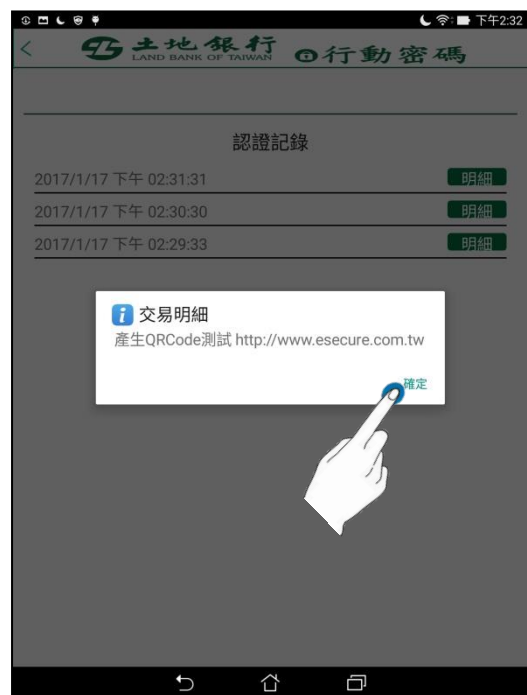 下午2:32
土地銀行
LAND BANK OF TAIWAN
行動密碼
認證記錄
2017/1/17 下午 02:31:31 明細
2017/1/17 下午 02:30:30 明細
2017/1/17 下午 02:29:33 明細
交易明細
產生QRCode測試 http://www.esecure.com.tw
確定